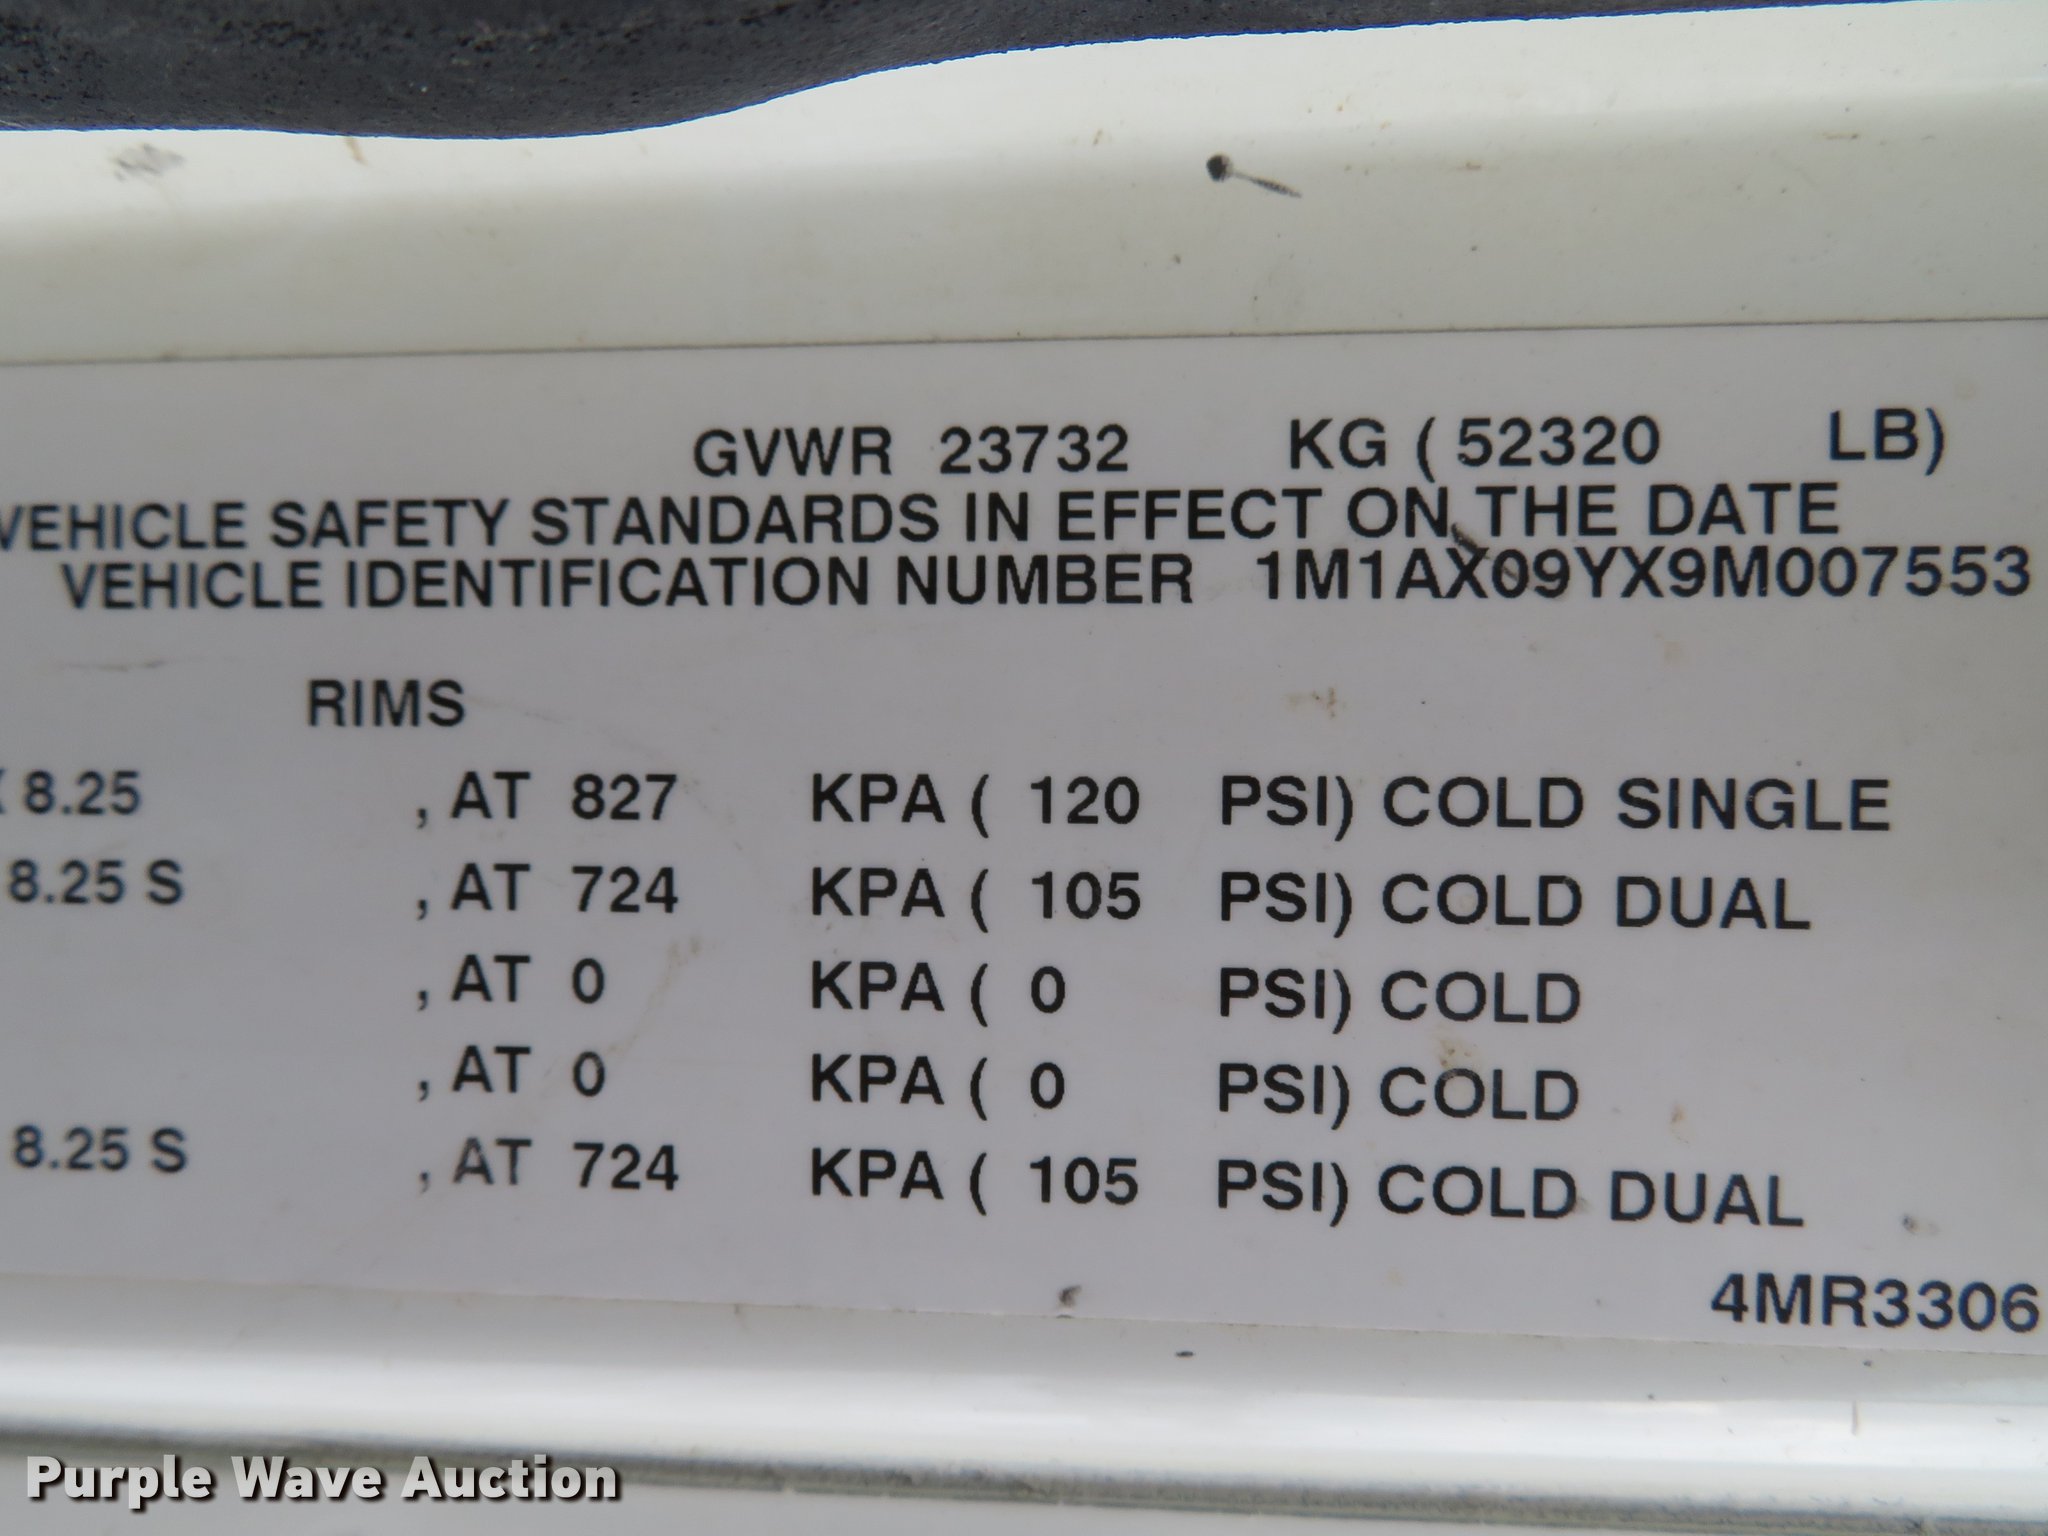 GVWR 23732 KG ( 52320 LB)
VEHICLE SAFETY STANDARDS IN EFFECT ON THE DATE
VEHICLE IDENTIFICATION NUMBER 1M1AX09YX9M007553
RIMS
X 8.25 , AT 827 KPA ( 120 PSI) COLD SINGLE
8.25 S , AT 724 KPA ( 105 PSI) COLD DUAL
, AT 0 KPA ( 0 PSI) COLD
, AT 0 KPA ( 0 PSI) COLD
8.25 S , AT 724 KPA ( 105 PSI) COLD DUAL
4MR3306
Purple Wave Auction